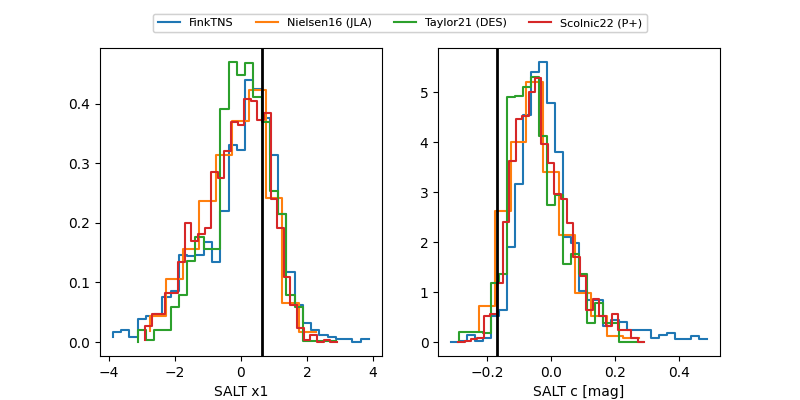 FinkTNS Nielsen16 (JLA) Taylor21 (DES) Scolnic22 (P+)
0.4
0.3
0.2
0.1
0.0
−4 −2 0 2 4
SALT x1
5
4
3
2
1
0
−0.2 0.0 0.2 0.4
SALT c [mag]